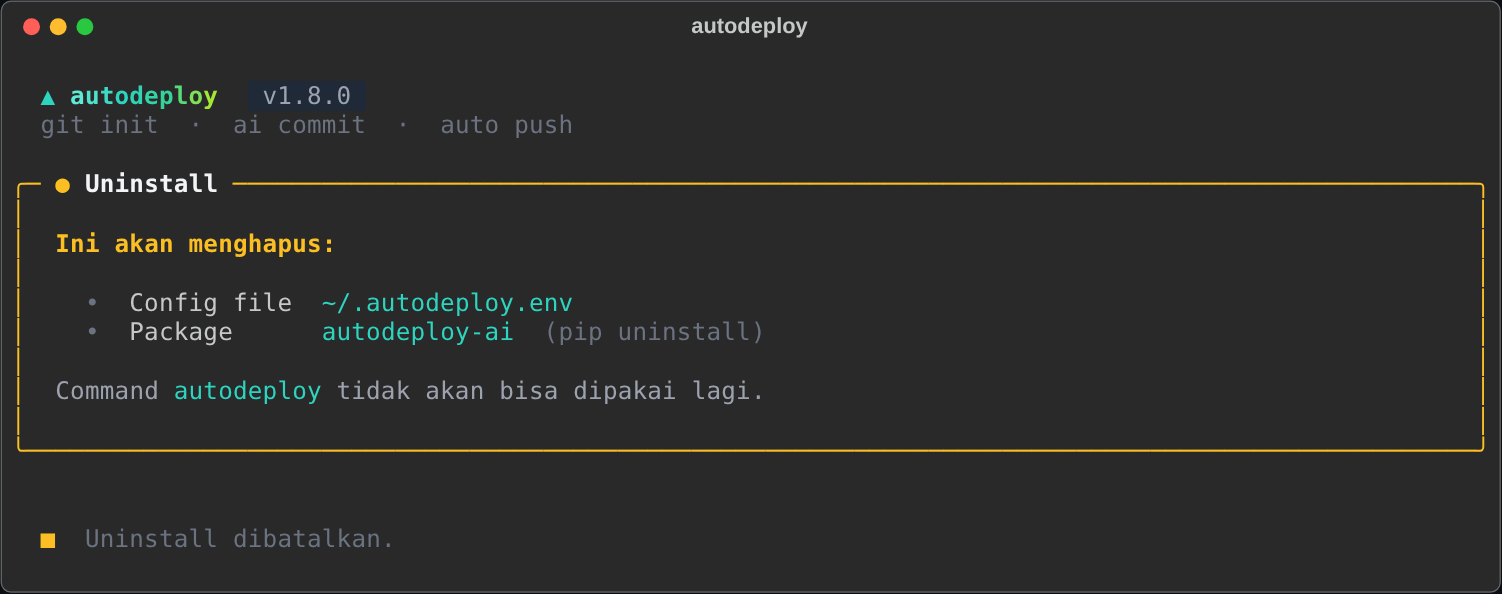 autodeploy
▲ autodeploy v1.8.0
git init · ai commit · auto push
● Uninstall
Ini akan menghapus:
• Config file ~/.autodeploy.env
• Package autodeploy-ai (pip uninstall)
Command autodeploy tidak akan bisa dipakai lagi.
■ Uninstall dibatalkan.